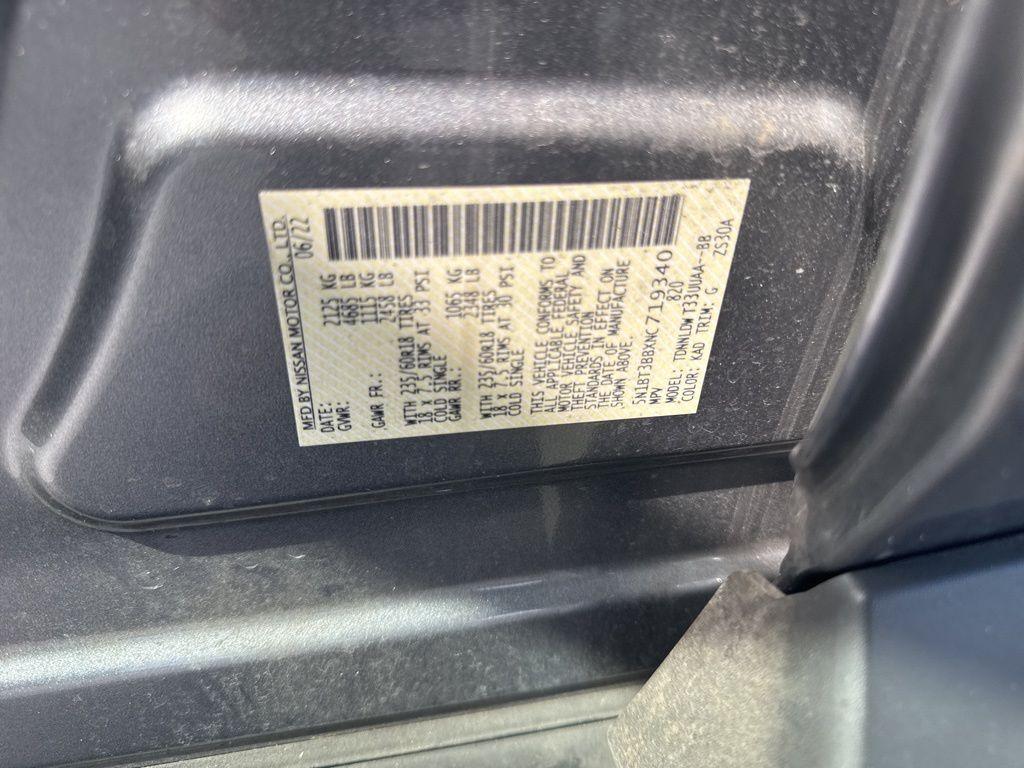 MFD BY NISSAN MOTOR CO., LTD.
DATE: 06/22
GVWR: 2125 KG
4685 LB
GAWR FR.: 1115 KG
2458 LB
WITH 235/60R18 TIRES
18 x 7.5 RIMS AT 33 PSI
COLD SINGLE
GAWR RR.: 1065 KG
2348 LB
WITH 235/60R18 TIRES
18 x 7.5 RIMS AT 30 PSI
COLD SINGLE
THIS VEHICLE CONFORMS TO
ALL APPLICABLE FEDERAL
MOTOR VEHICLE SAFETY AND
THEFT PREVENTION
STANDARDS IN EFFECT ON
THE DATE OF MANUFACTURE
SHOWN ABOVE.
5N1BT3BBXNC719340
MPV 820
MODEL: TDNNLDWT33UUAA--BB
COLOR: KAD TRIM: G ZS30A